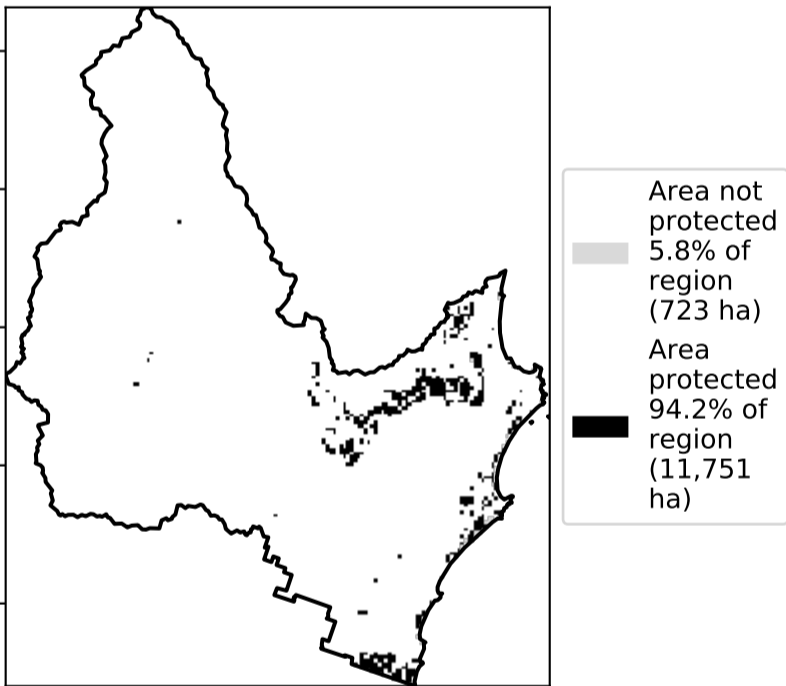 Area not
protected
5.8% of
region
(723 ha)
Area
protected
94.2% of
region
(11,751
ha)